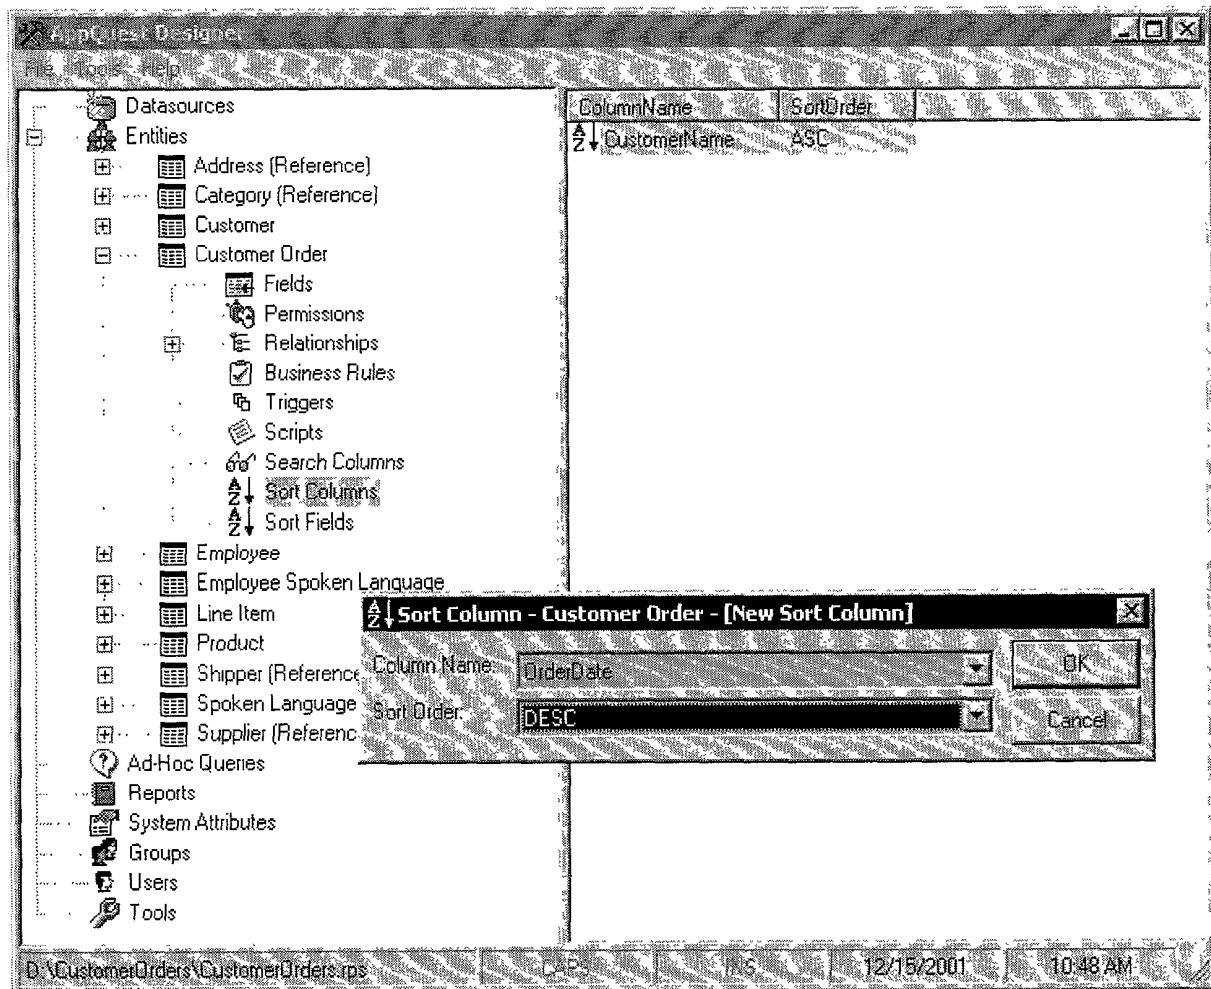 AppQuest Designer
File Tools Help
Datasources
Entities
Address (Reference)
Category (Reference)
Customer
Customer Order
Fields
Permissions
Relationships
Business Rules
Triggers
Scripts
Search Columns
Sort Columns
Sort Fields
Employee
Employee Spoken Language
Line Item
Product
Shipper (Reference
Spoken Language
Supplier (Referenc
Ad-Hoc Queries
Reports
System Attributes
Groups
Users
Tools
ColumnName SortOrder
CustomerName ASC
Sort Column - Customer Order - [New Sort Column]
Column Name: OrderDate OK
Sort Order: DESC Cancel
D:\CustomerOrders\CustomerOrders.rps CAPS INS 12/15/2001 10:48 AM